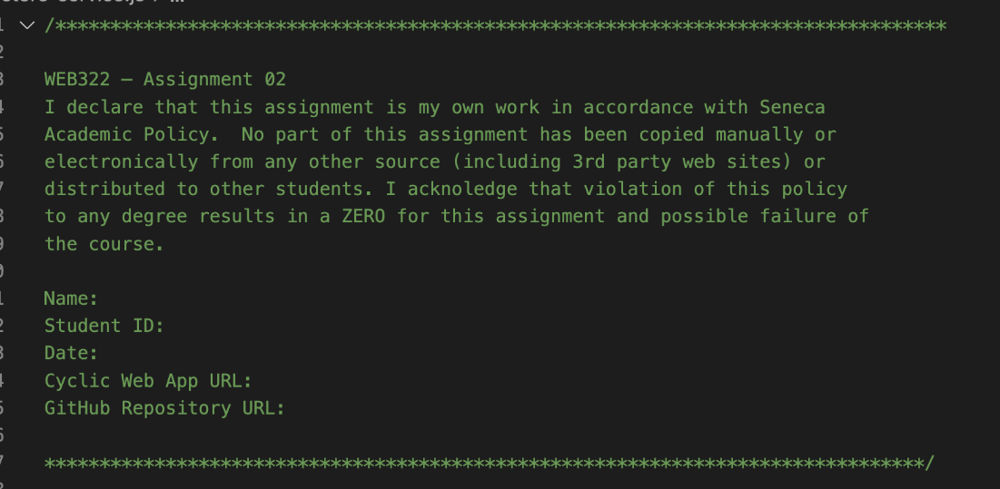 /*********************************************************************************
WEB322 – Assignment 02
I declare that this assignment is my own work in accordance with Seneca
Academic Policy.  No part of this assignment has been copied manually or
electronically from any other source (including 3rd party web sites) or
distributed to other students. I acknoledge that violation of this policy
to any degree results in a ZERO for this assignment and possible failure of
the course.
Name:
Student ID:
Date:
Cyclic Web App URL:
GitHub Repository URL:
********************************************************************************/